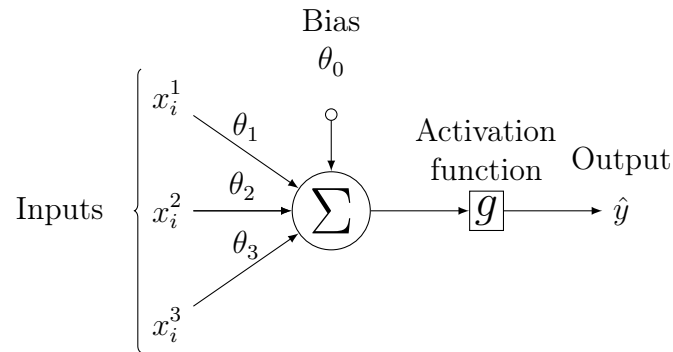 Bias
θ₀
x_i^1
θ₁
Activation
function
θ₂
Output
Inputs
x_i^2
Σ
g
ŷ
θ₃
x_i^3